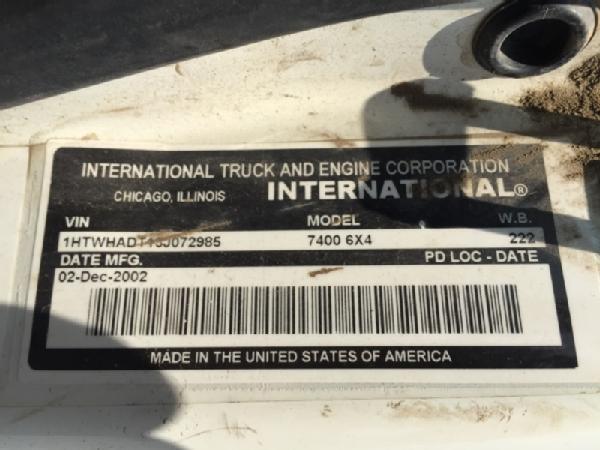 INTERNATIONAL TRUCK AND ENGINE CORPORATION
CHICAGO, ILLINOIS INTERNATIONAL®
VIN MODEL W.B.
7400 6X4 222
DATE MFG. PD LOC - DATE
02-Dec-2002
MADE IN THE UNITED STATES OF AMERICA